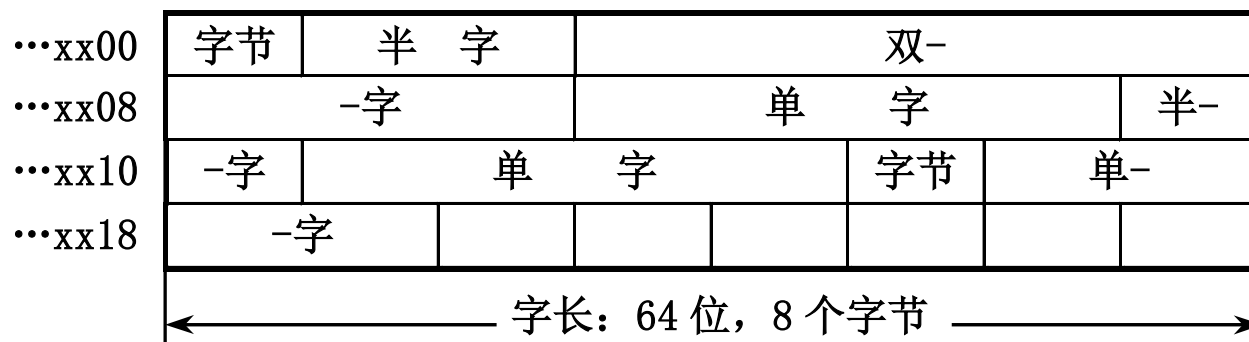 …xx00 字节 半 字 双-
…xx08 -字 单 字 半-
…xx10 -字 单 字 字节 单-
…xx18 -字
字长：64 位，8 个字节